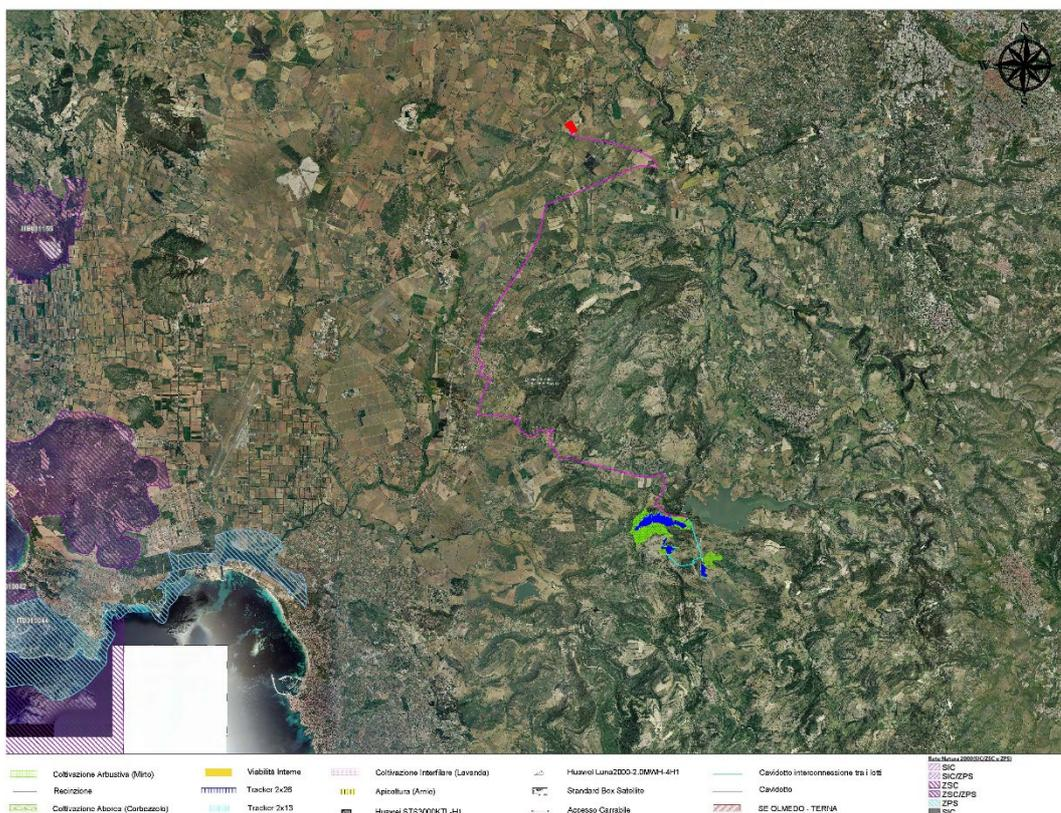 N
W
Coltivazione Arbustiva (Mirto)
Viabilità Interne
Coltivazione Interfilare (Lavanda)
Huawei Luna2000-2.0MWH-4H1
Cavidotto interconnessione tra i lotti
Recinzione
Tracker 2x26
Apicoltura (Arnie)
Standard Box Satellite
Cavidotto
Coltivazione Aborea (Corbezzolo)
Tracker 2x13
Accesso Carrabile
SE OLMEDO - TERNA
SIC
SIC/ZPS
ZSC
ZSC/ZPS
ZPS
SIC